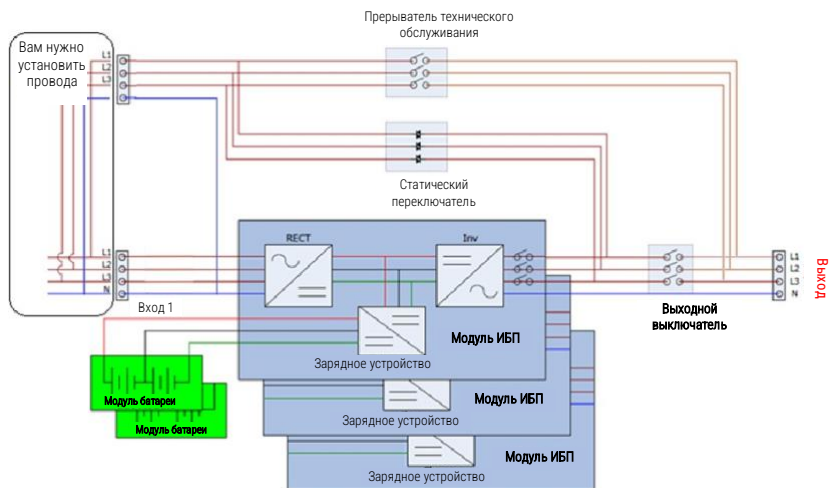 Прерыватель технического
обслуживания
Вам нужно
установить
провода
L1
L2
L3
Статический
переключатель
RECT
Inv
L1
L2
L3
N
Вход 1
L1
L2
L3
N
Выход
Выходной
выключатель
Модуль ИБП
Зарядное устройство
Модуль батареи
Модуль ИБП
Зарядное устройство
Модуль батареи
Модуль ИБП
Зарядное устройство